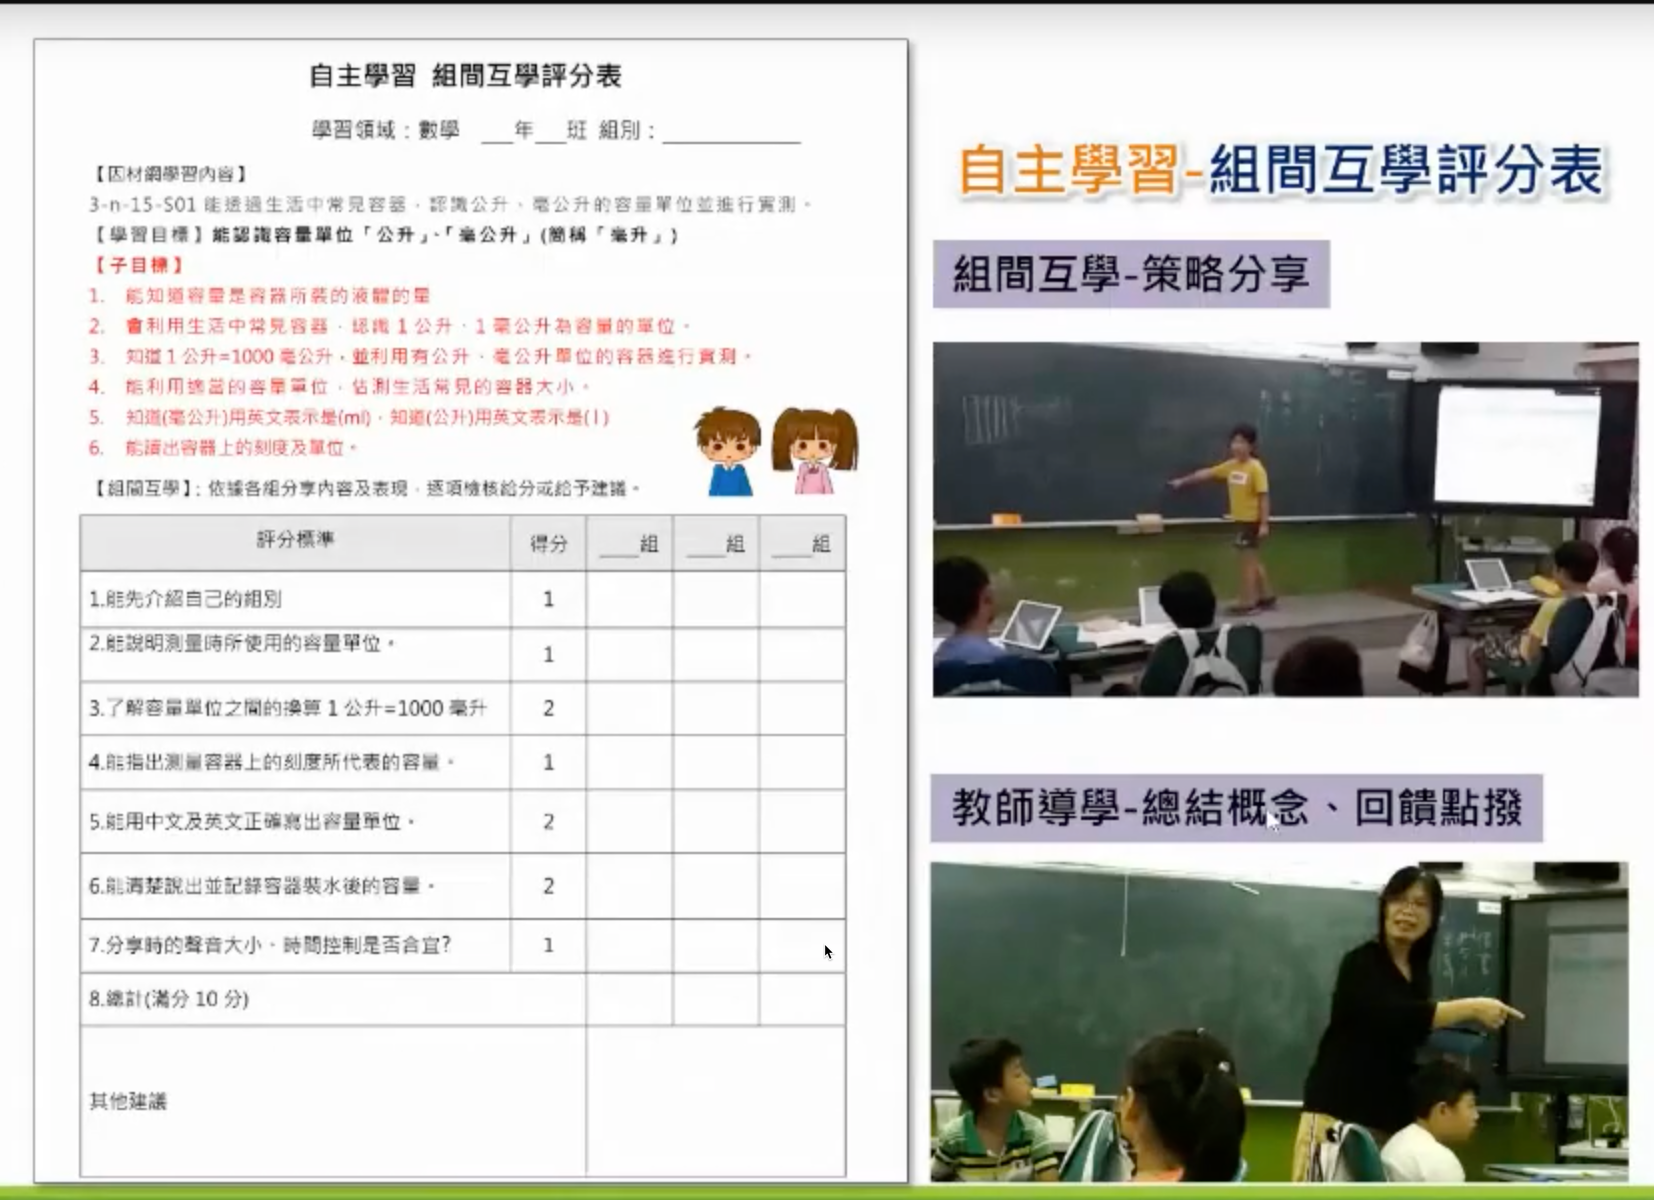 自主學習 組間互學評分表
學習領域：數學 ___年___班 組別：____________
【因材網學習內容】
3-n-15-S01 能透過生活中常見容器，認識公升、毫公升的容量單位並進行實測。
【學習目標】能認識容量單位「公升」、「毫公升」(簡稱「毫升」)
【子目標】
1. 能知道容量是容器所裝的液體的量
2. 會利用生活中常見容器，認識 1 公升、1 毫公升為容量的單位。
3. 知道 1 公升=1000 毫公升，並利用有公升、毫公升單位的容器進行實測。
4. 能利用適當的容量單位，估測生活常見的容器大小。
5. 知道(毫公升)用英文表示是(ml)，知道(公升)用英文表示是(l)
6. 能讀出容器上的刻度及單位。
【組間互學】：依據各組分享內容及表現，逐項檢核給分或給予建議。
評分標準 得分 ____組 ____組 ____組
1.能先介紹自己的組別 1
2.能說明測量時所使用的容量單位。 1
3.了解容量單位之間的換算 1 公升=1000 毫升 2
4.能指出測量容器上的刻度所代表的容量。 1
5.能用中文及英文正確寫出容量單位。 2
6.能清楚說出並記錄容器裝水後的容量。 2
7.分享時的聲音大小、時間控制是否合宜? 1
8.總計(滿分 10 分)
其他建議
自主學習-組間互學評分表
組間互學-策略分享
教師導學-總結概念、回饋點撥